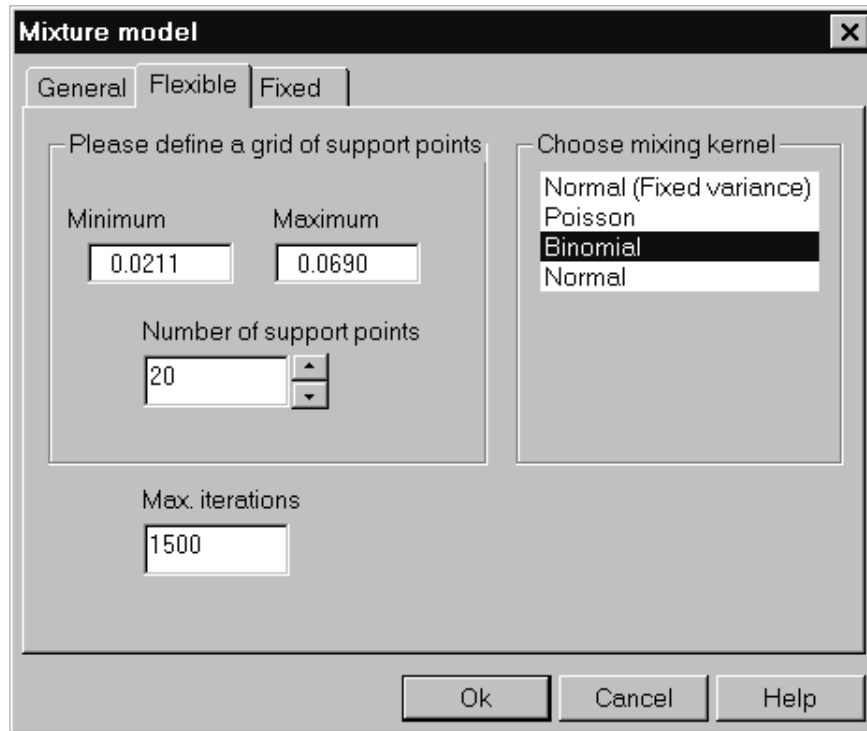 Mixture model
General Flexible Fixed
Please define a grid of support points
Minimum Maximum
0.0211 0.0690
Number of support points
20
Max. iterations
1500
Choose mixing kernel
Normal (Fixed variance)
Poisson
Binomial
Normal
Ok Cancel Help